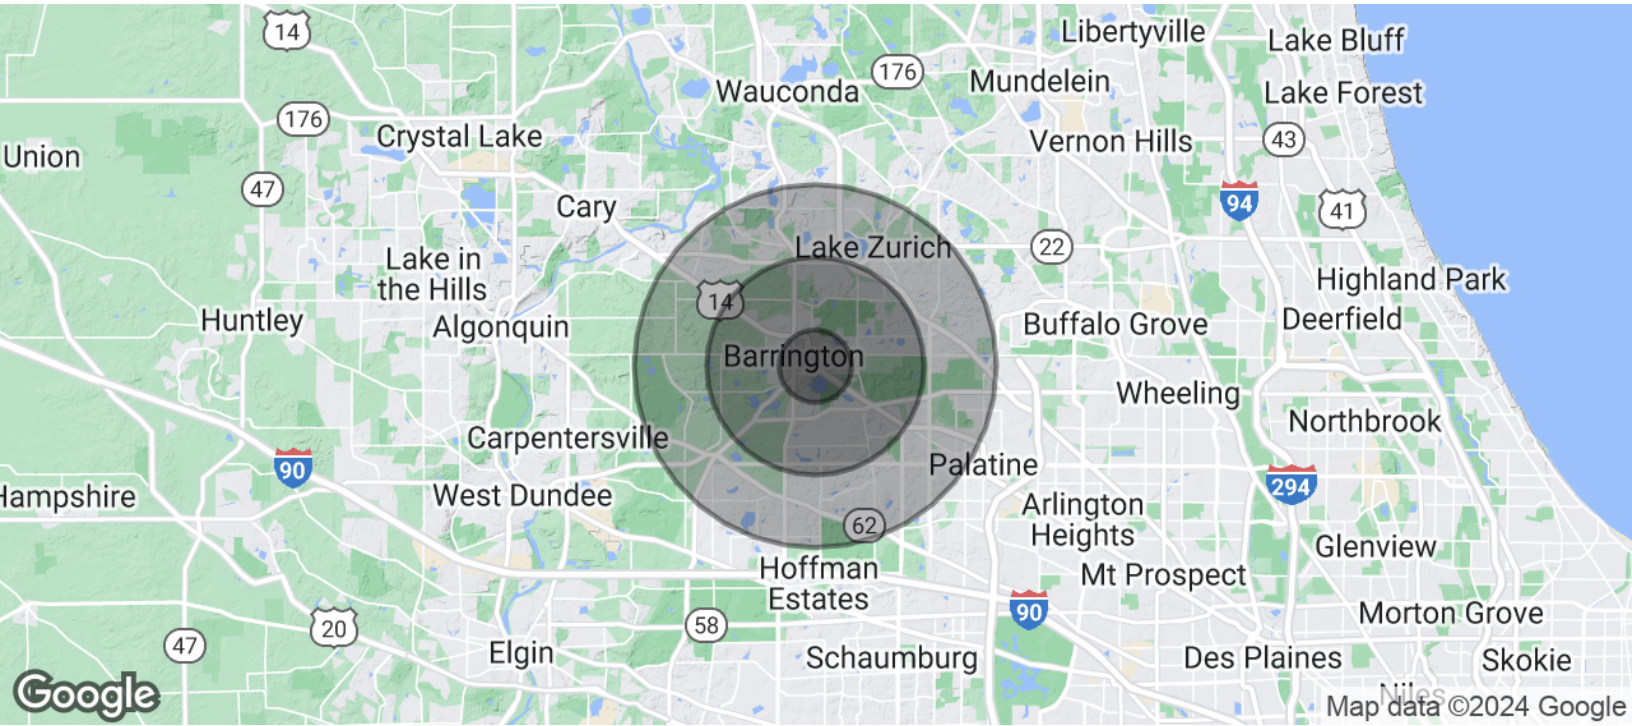 14
Libertyville
Lake Bluff
176
Mundelein
Wauconda
Lake Forest
176
Crystal Lake
Vernon Hills
43
Union
47
Cary
94
41
Lake Zurich
22
Lake in
the Hills
Highland Park
14
Huntley
Algonquin
Buffalo Grove
Deerfield
Barrington
Wheeling
Northbrook
Carpentersville
90
Palatine
294
Hampshire
West Dundee
Arlington
Heights
62
Glenview
Hoffman
Estates
Mt Prospect
90
Morton Grove
20
58
47
Elgin
Schaumburg
Des Plaines
Skokie
Google
Niles
Map data ©2024 Google